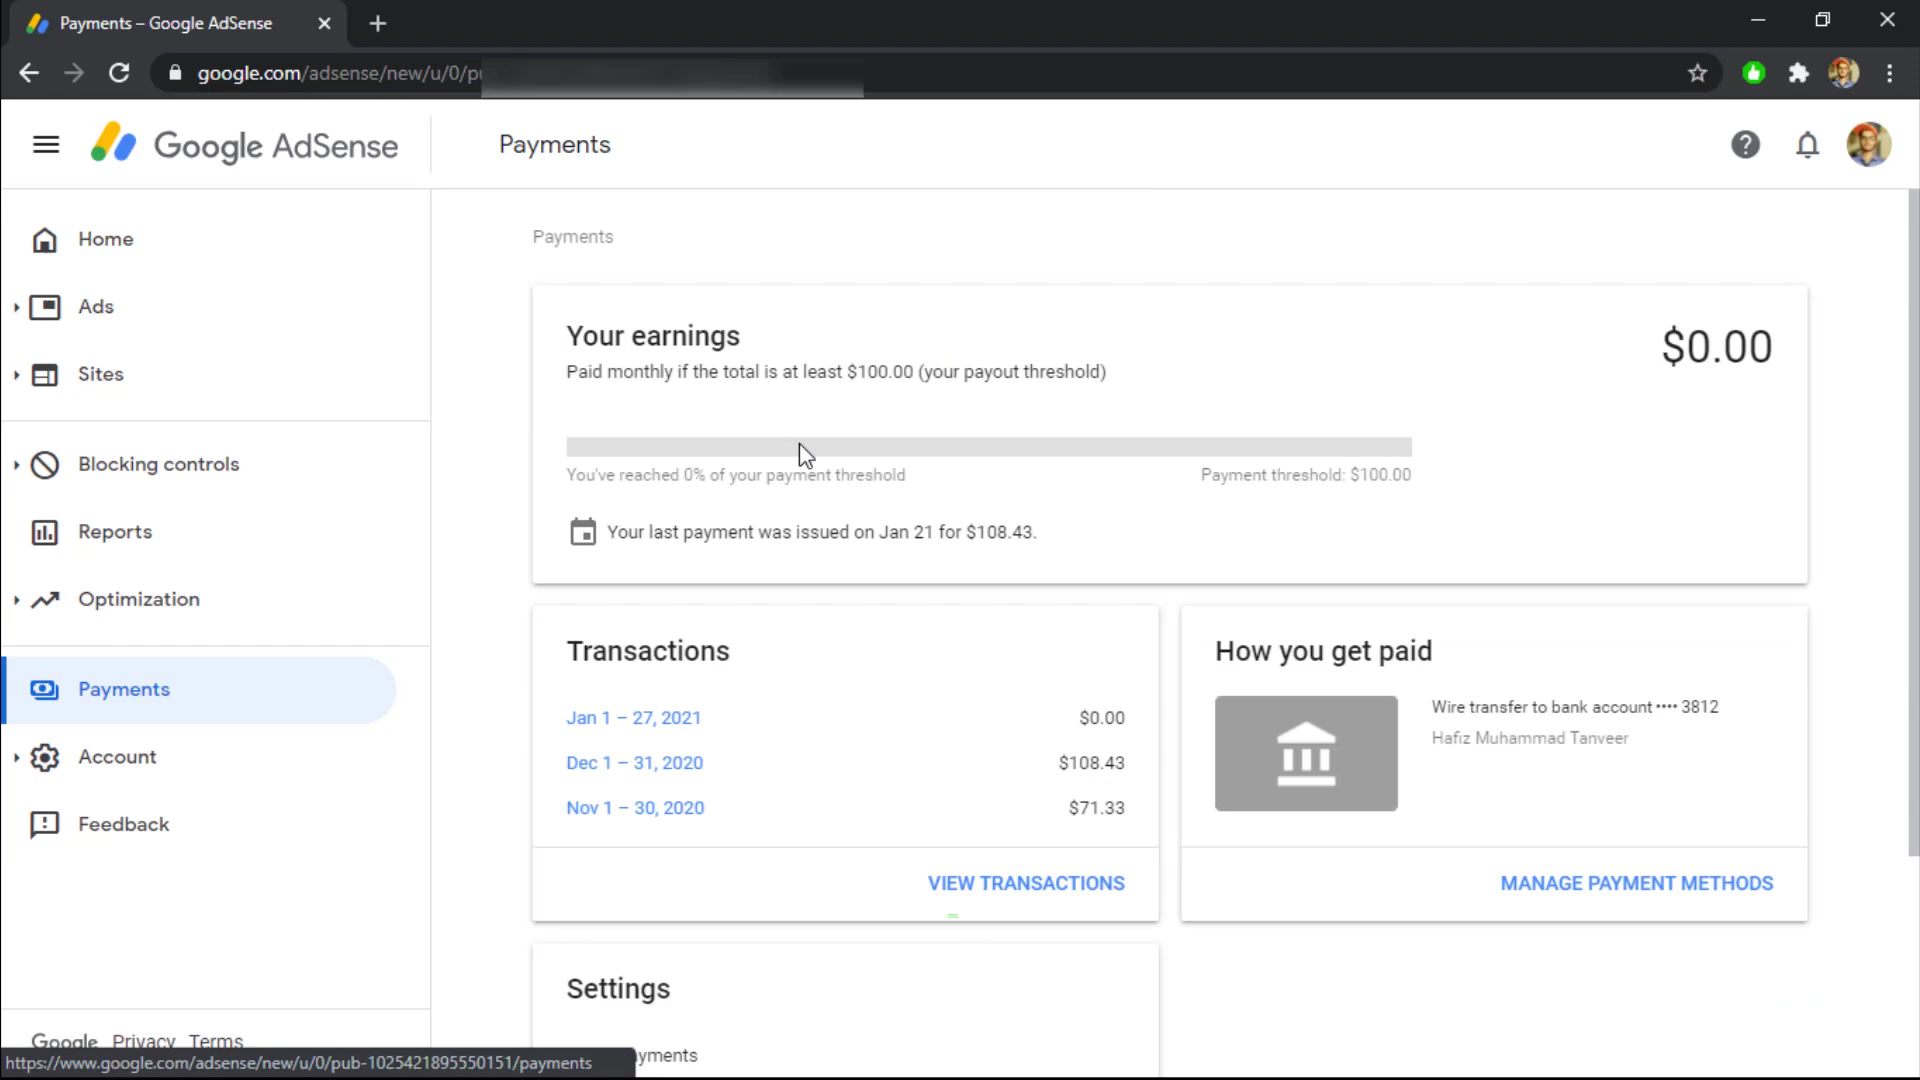 Payments – Google AdSense
google.com/adsense/new/u/0/pu
Google AdSense
Payments
Home
Ads
Sites
Blocking controls
Reports
Optimization
Payments
Account
Feedback
Google Privacy Terms
https://www.google.com/adsense/new/u/0/pub-1025421895550151/payments
Payments
Your earnings
$0.00
Paid monthly if the total is at least $100.00 (your payout threshold)
You've reached 0% of your payment threshold
Payment threshold: $100.00
Your last payment was issued on Jan 21 for $108.43.
Transactions
Jan 1 – 27, 2021 $0.00
Dec 1 – 31, 2020 $108.43
Nov 1 – 30, 2020 $71.33
VIEW TRANSACTIONS
How you get paid
Wire transfer to bank account •••• 3812
Hafiz Muhammad Tanveer
MANAGE PAYMENT METHODS
Settings
yments